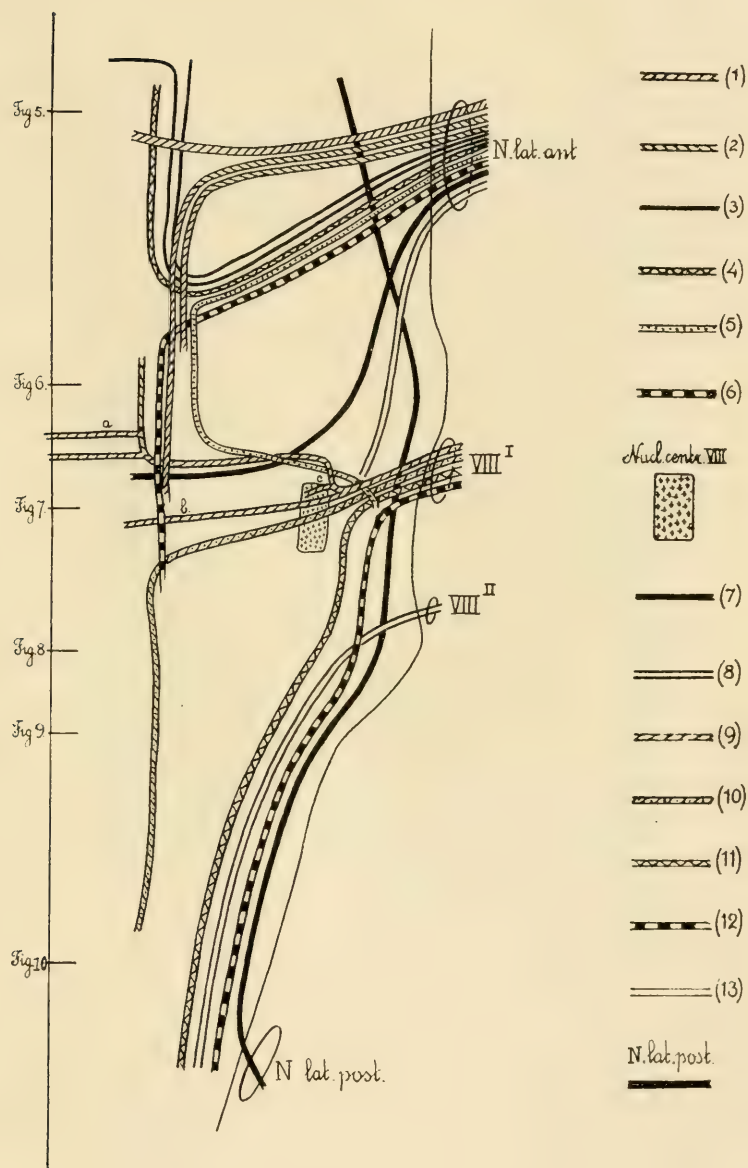 Fig 5.
N. lat. ant
Fig 6.
a
VIII I
c
Fig 7.
b.
VIII II
Fig 8
Fig 9.
Fig 10
N lat. post.
(1)
(2)
(3)
(4)
(5)
(6)
Nucl. centr. VIII
(7)
(8)
(9)
(10)
(11)
(12)
(13)
N. lat. post.